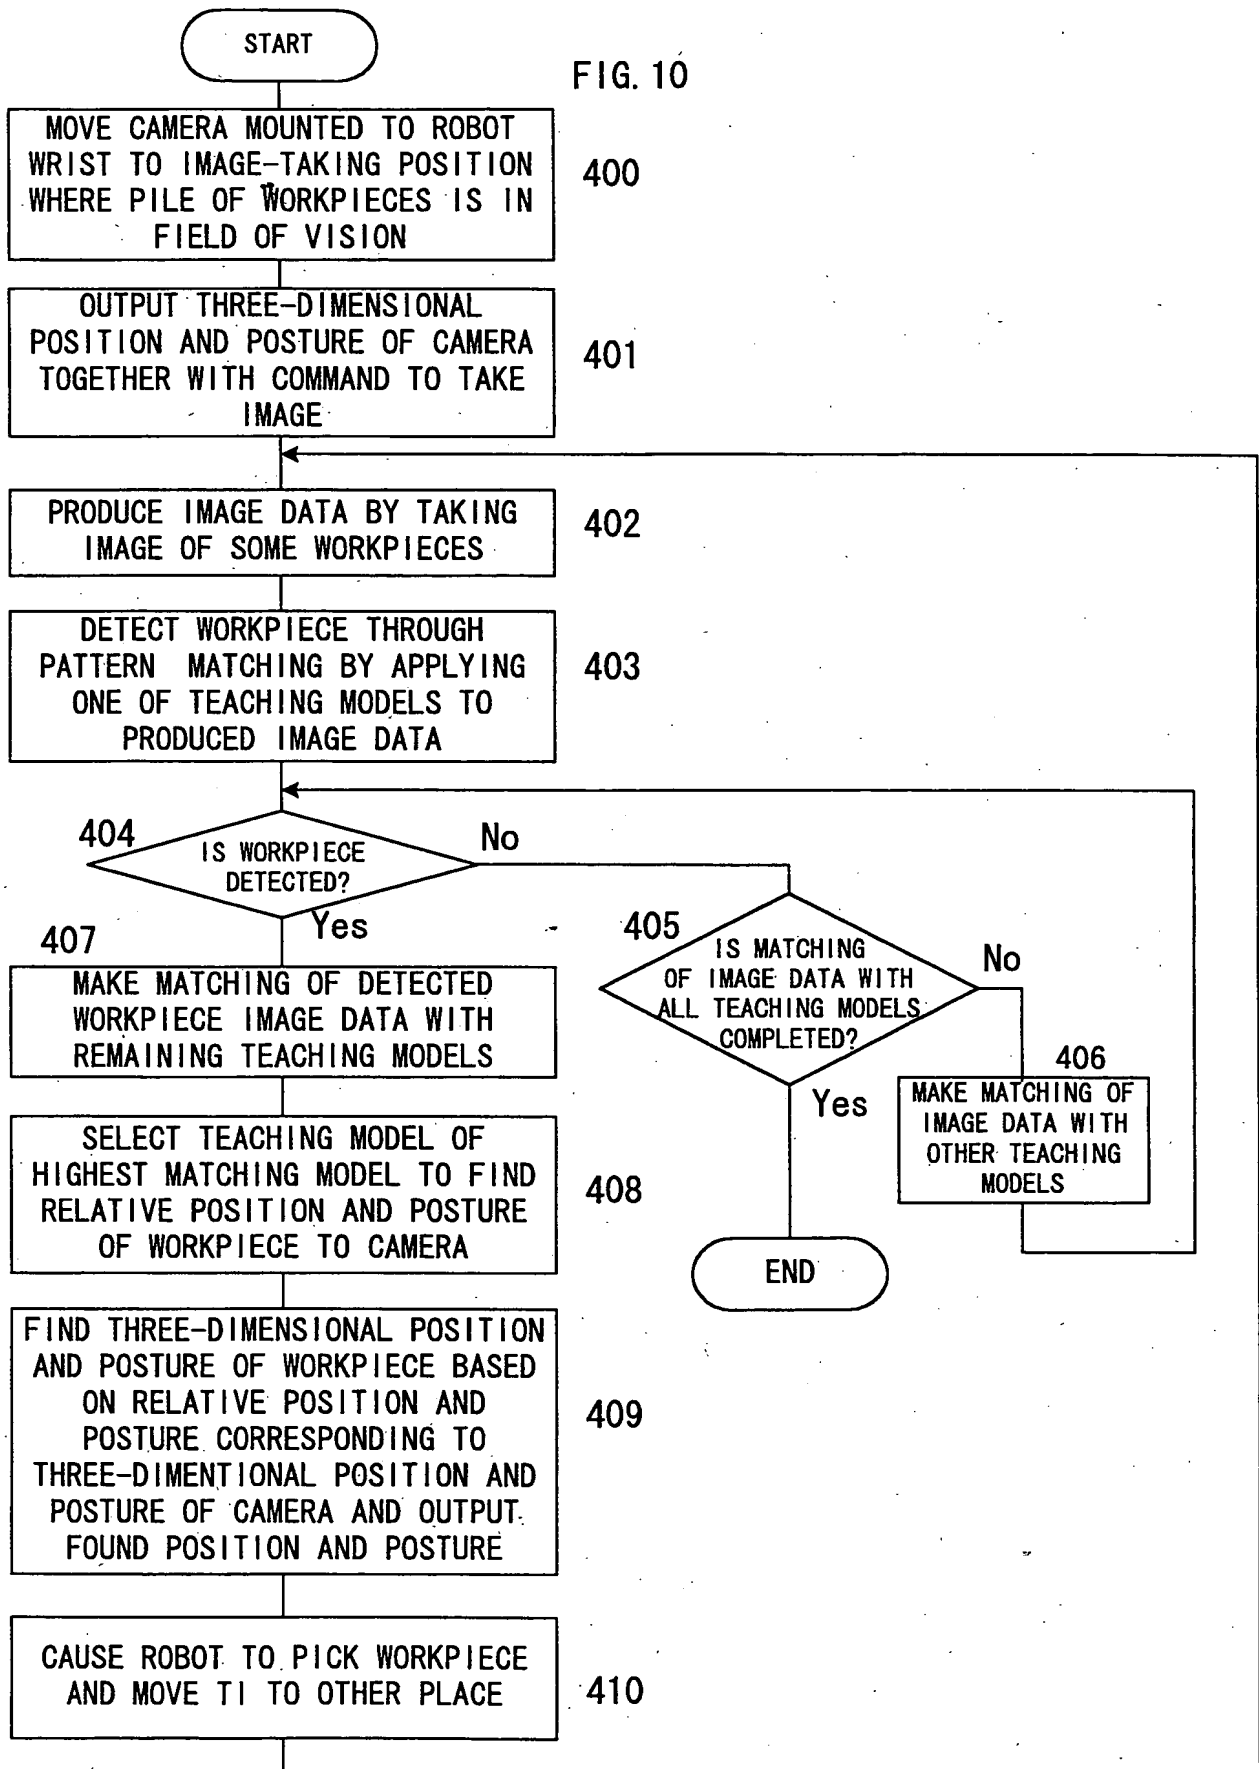 START
FIG. 10
MOVE CAMERA MOUNTED TO ROBOT
WRIST TO IMAGE-TAKING POSITION
WHERE PILE OF WORKPIECES IS IN
FIELD OF VISION
400
OUTPUT THREE-DIMENSIONAL
POSITION AND POSTURE OF CAMERA
TOGETHER WITH COMMAND TO TAKE
IMAGE
401
PRODUCE IMAGE DATA BY TAKING
IMAGE OF SOME WORKPIECES
402
DETECT WORKPIECE THROUGH
PATTERN MATCHING BY APPLYING
ONE OF TEACHING MODELS TO
PRODUCED IMAGE DATA
403
404
IS WORKPIECE
DETECTED?
No
Yes
405
IS MATCHING
OF IMAGE DATA WITH
ALL TEACHING MODELS
COMPLETED?
No
Yes
406
MAKE MATCHING OF
IMAGE DATA WITH
OTHER TEACHING
MODELS
END
407
MAKE MATCHING OF DETECTED
WORKPIECE IMAGE DATA WITH
REMAINING TEACHING MODELS
SELECT TEACHING MODEL OF
HIGHEST MATCHING MODEL TO FIND
RELATIVE POSITION AND POSTURE
OF WORKPIECE TO CAMERA
408
FIND THREE-DIMENSIONAL POSITION
AND POSTURE OF WORKPIECE BASED
ON RELATIVE POSITION AND
POSTURE CORRESPONDING TO
THREE-DIMENTIONAL POSITION AND
POSTURE OF CAMERA AND OUTPUT
FOUND POSITION AND POSTURE
409
CAUSE ROBOT TO PICK WORKPIECE
AND MOVE TI TO OTHER PLACE
410